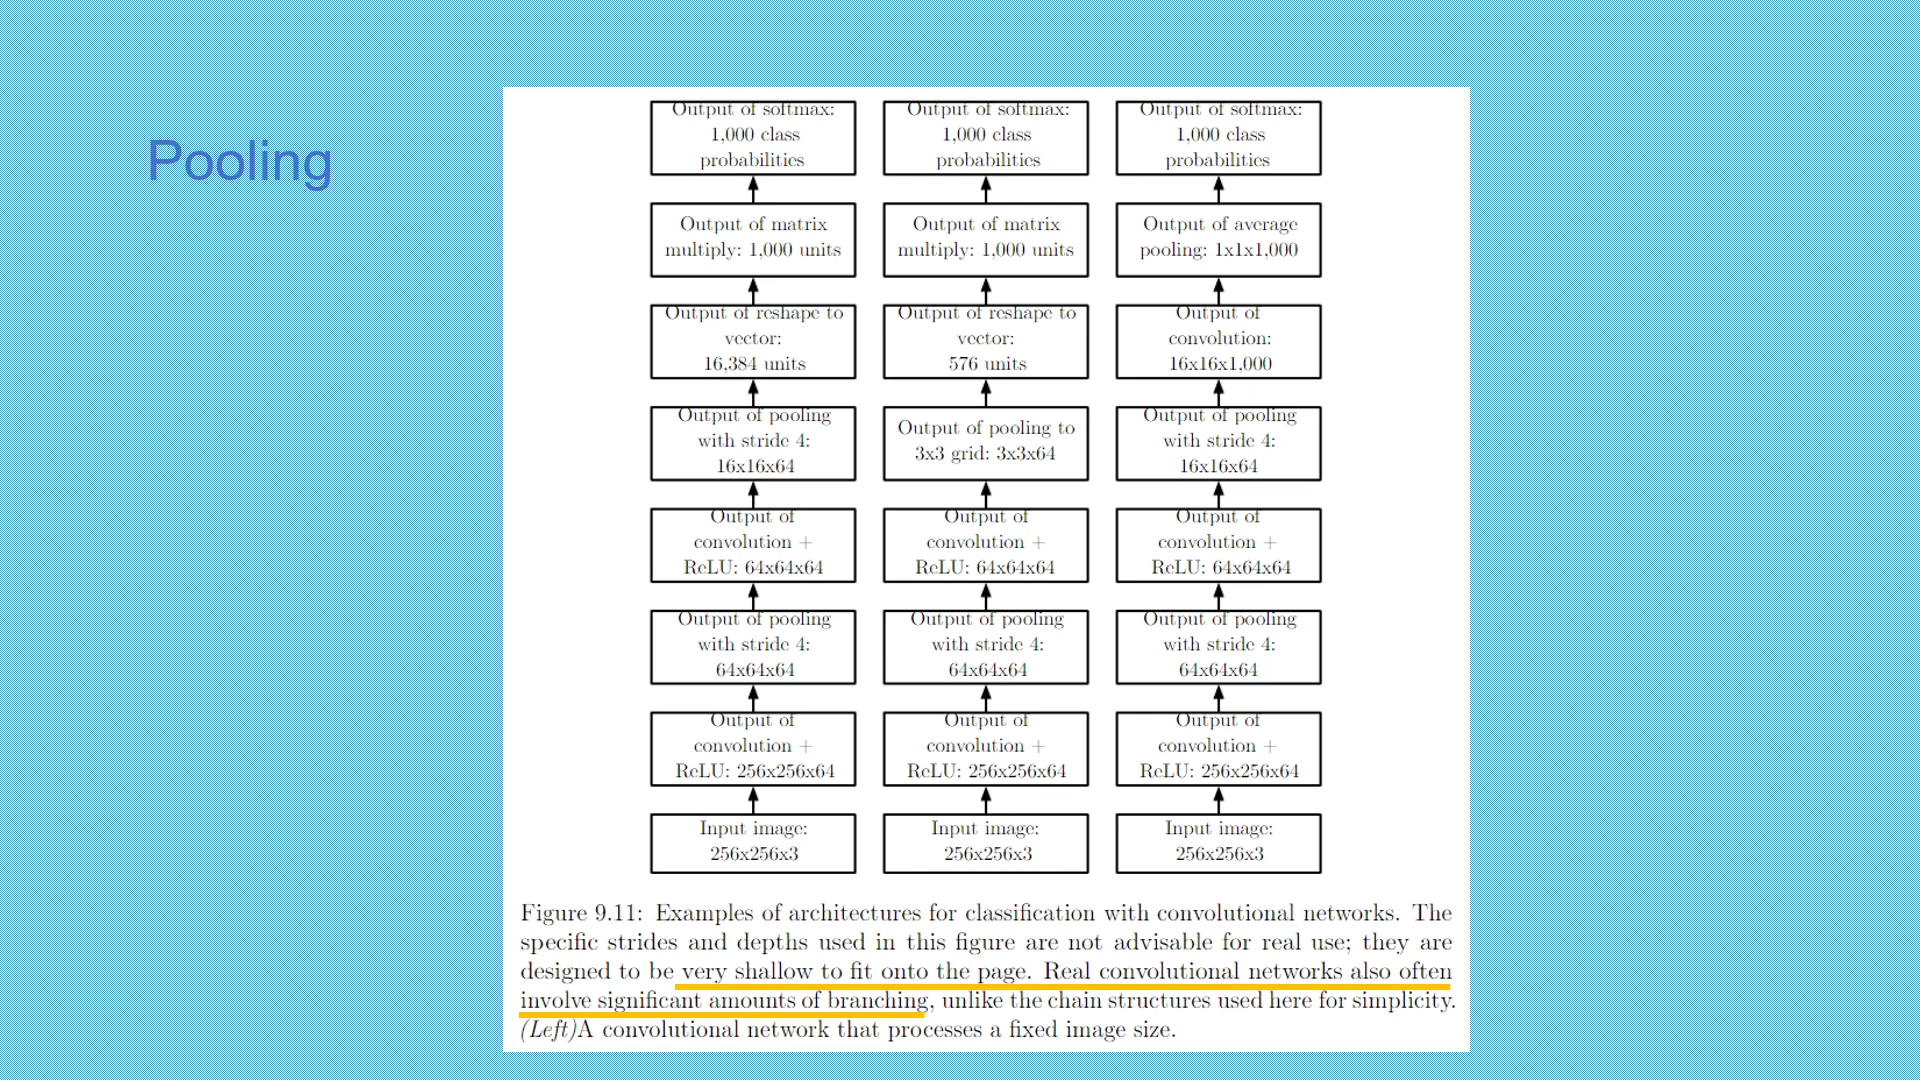 Pooling
Output of softmax:
1,000 class
probabilities
Output of matrix
multiply: 1,000 units
Output of reshape to
vector:
16,384 units
Output of pooling
with stride 4:
16x16x64
Output of
convolution +
ReLU: 64x64x64
Output of pooling
with stride 4:
64x64x64
Output of
convolution +
ReLU: 256x256x64
Input image:
256x256x3
Output of softmax:
1,000 class
probabilities
Output of matrix
multiply: 1,000 units
Output of reshape to
vector:
576 units
Output of pooling to
3x3 grid: 3x3x64
Output of
convolution +
ReLU: 64x64x64
Output of pooling
with stride 4:
64x64x64
Output of
convolution +
ReLU: 256x256x64
Input image:
256x256x3
Output of softmax:
1,000 class
probabilities
Output of average
pooling: 1x1x1,000
Output of
convolution:
16x16x1,000
Output of pooling
with stride 4:
16x16x64
Output of
convolution +
ReLU: 64x64x64
Output of pooling
with stride 4:
64x64x64
Output of
convolution +
ReLU: 256x256x64
Input image:
256x256x3
Figure 9.11: Examples of architectures for classification with convolutional networks. The
specific strides and depths used in this figure are not advisable for real use; they are
designed to be very shallow to fit onto the page. Real convolutional networks also often
involve significant amounts of branching, unlike the chain structures used here for simplicity.
(Left)A convolutional network that processes a fixed image size.